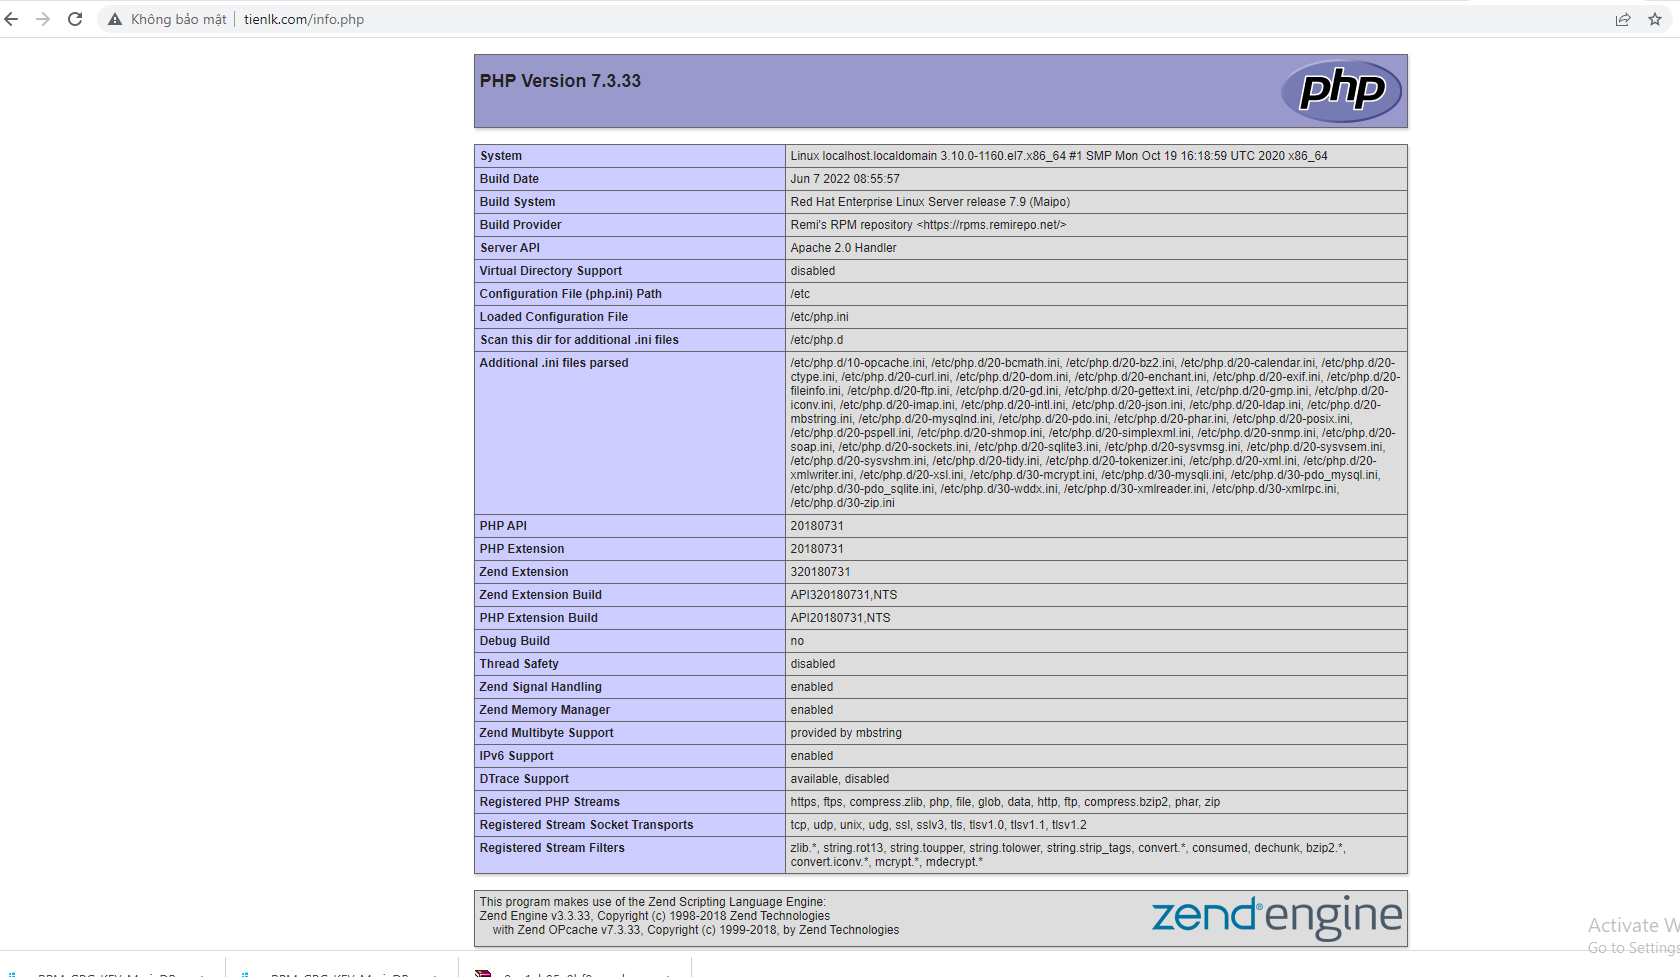 Không bảo mật | tienlk.com/info.php
PHP Version 7.3.33
php
System Linux localhost.localdomain 3.10.0-1160.el7.x86_64 #1 SMP Mon Oct 19 16:18:59 UTC 2020 x86_64
Build Date Jun 7 2022 08:55:57
Build System Red Hat Enterprise Linux Server release 7.9 (Maipo)
Build Provider Remi's RPM repository <https://rpms.remirepo.net/>
Server API Apache 2.0 Handler
Virtual Directory Support disabled
Configuration File (php.ini) Path /etc
Loaded Configuration File /etc/php.ini
Scan this dir for additional .ini files /etc/php.d
Additional .ini files parsed /etc/php.d/10-opcache.ini, /etc/php.d/20-bcmath.ini, /etc/php.d/20-bz2.ini, /etc/php.d/20-calendar.ini, /etc/php.d/20-
ctype.ini, /etc/php.d/20-curl.ini, /etc/php.d/20-dom.ini, /etc/php.d/20-enchant.ini, /etc/php.d/20-exif.ini, /etc/php.d/20-
fileinfo.ini, /etc/php.d/20-ftp.ini, /etc/php.d/20-gd.ini, /etc/php.d/20-gettext.ini, /etc/php.d/20-gmp.ini, /etc/php.d/20-
iconv.ini, /etc/php.d/20-imap.ini, /etc/php.d/20-intl.ini, /etc/php.d/20-json.ini, /etc/php.d/20-ldap.ini, /etc/php.d/20-
mbstring.ini, /etc/php.d/20-mysqlnd.ini, /etc/php.d/20-pdo.ini, /etc/php.d/20-phar.ini, /etc/php.d/20-posix.ini,
/etc/php.d/20-pspell.ini, /etc/php.d/20-shmop.ini, /etc/php.d/20-simplexml.ini, /etc/php.d/20-snmp.ini, /etc/php.d/20-
soap.ini, /etc/php.d/20-sockets.ini, /etc/php.d/20-sqlite3.ini, /etc/php.d/20-sysvmsg.ini, /etc/php.d/20-sysvsem.ini,
/etc/php.d/20-sysvshm.ini, /etc/php.d/20-tidy.ini, /etc/php.d/20-tokenizer.ini, /etc/php.d/20-xml.ini, /etc/php.d/20-
xmlwriter.ini, /etc/php.d/20-xsl.ini, /etc/php.d/30-mcrypt.ini, /etc/php.d/30-mysqli.ini, /etc/php.d/30-pdo_mysql.ini,
/etc/php.d/30-pdo_sqlite.ini, /etc/php.d/30-wddx.ini, /etc/php.d/30-xmlreader.ini, /etc/php.d/30-xmlrpc.ini,
/etc/php.d/30-zip.ini
PHP API 20180731
PHP Extension 20180731
Zend Extension 320180731
Zend Extension Build API320180731,NTS
PHP Extension Build API20180731,NTS
Debug Build no
Thread Safety disabled
Zend Signal Handling enabled
Zend Memory Manager enabled
Zend Multibyte Support provided by mbstring
IPv6 Support enabled
DTrace Support available, disabled
Registered PHP Streams https, ftps, compress.zlib, php, file, glob, data, http, ftp, compress.bzip2, phar, zip
Registered Stream Socket Transports tcp, udp, unix, udg, ssl, sslv3, tls, tlsv1.0, tlsv1.1, tlsv1.2
Registered Stream Filters zlib.*, string.rot13, string.toupper, string.tolower, string.strip_tags, convert.*, consumed, dechunk, bzip2.*,
convert.iconv.*, mcrypt.*, mdecrypt.*
This program makes use of the Zend Scripting Language Engine:
Zend Engine v3.3.33, Copyright (c) 1998-2018 Zend Technologies
with Zend OPcache v7.3.33, Copyright (c) 1999-2018, by Zend Technologies
zend® engine
Activate W
Go to Settings